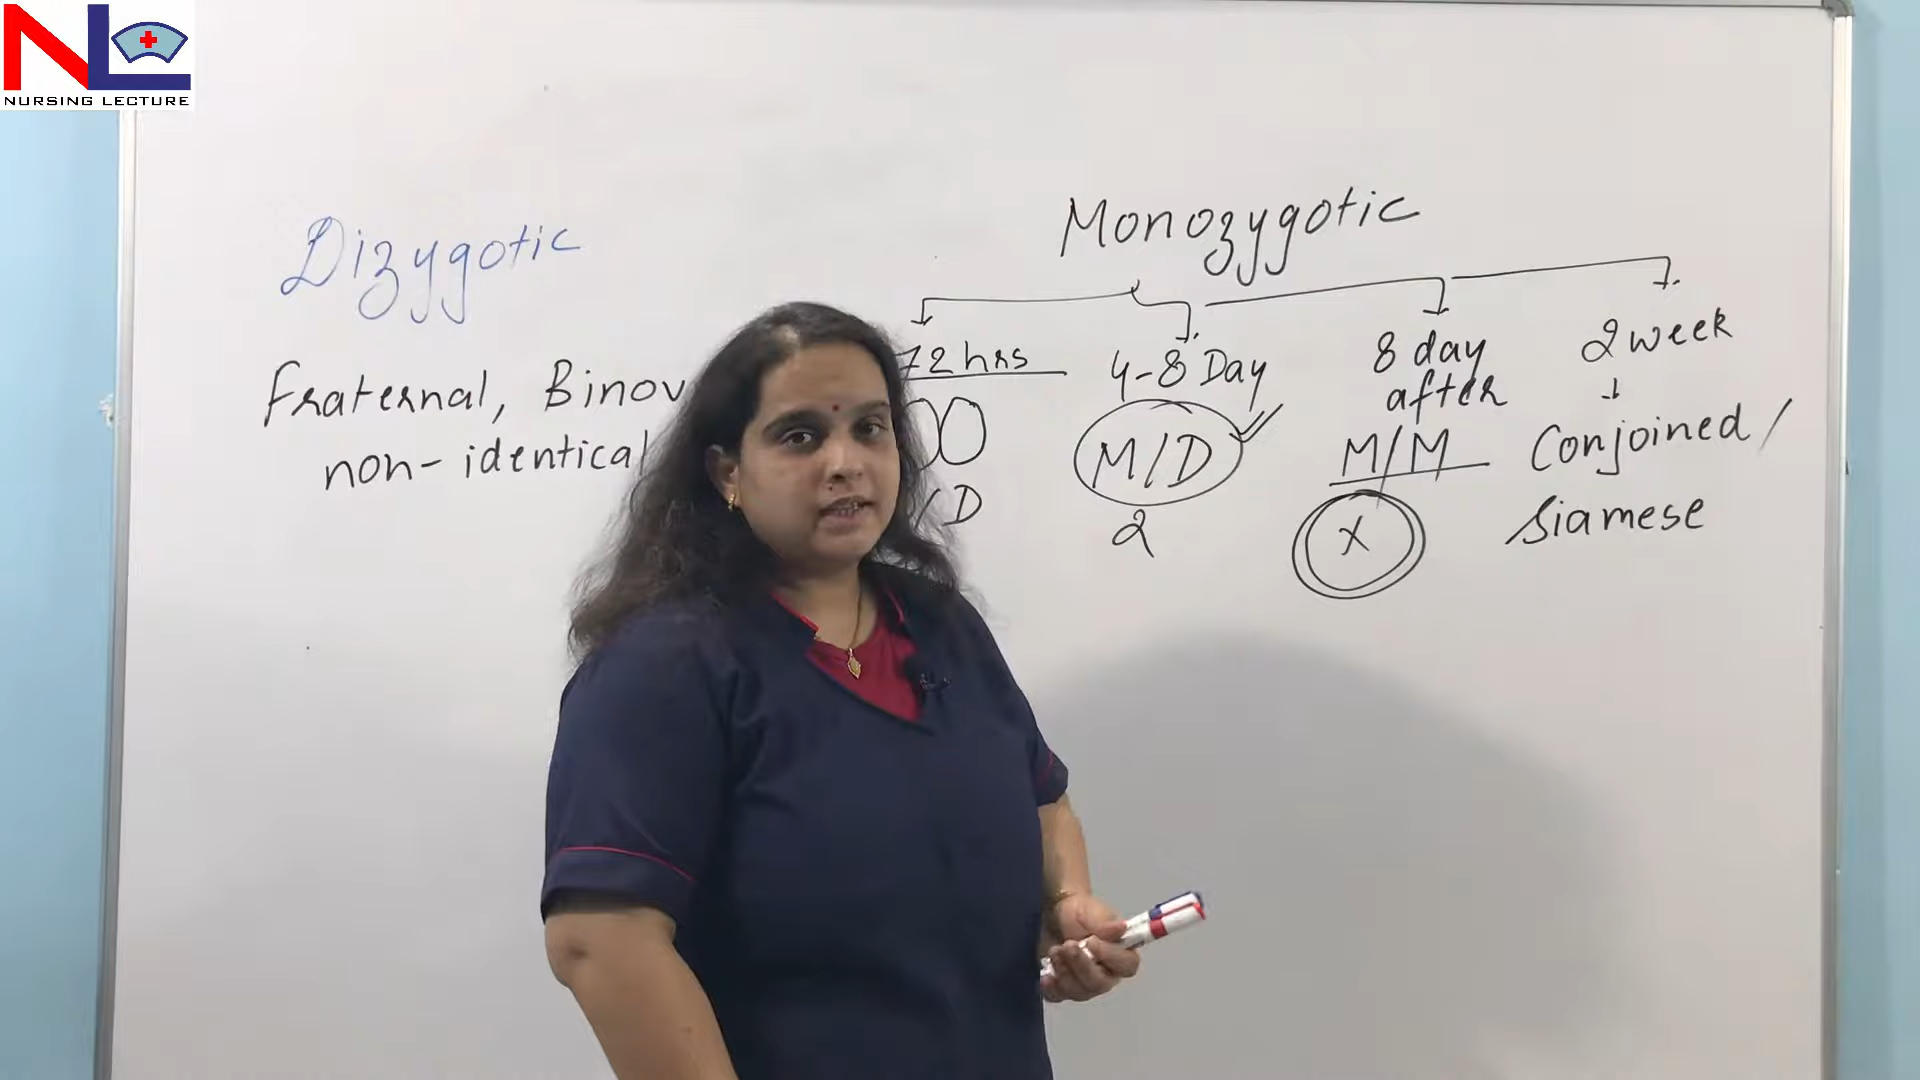 NL
NURSING LECTURE
Dizygotic
Fraternal, Binov
non-identical
Monozygotic
72 hrs
4-8 Day
8 day
after
2 week
M/D
M/M
Conjoined/
/D
2
X
Siamese